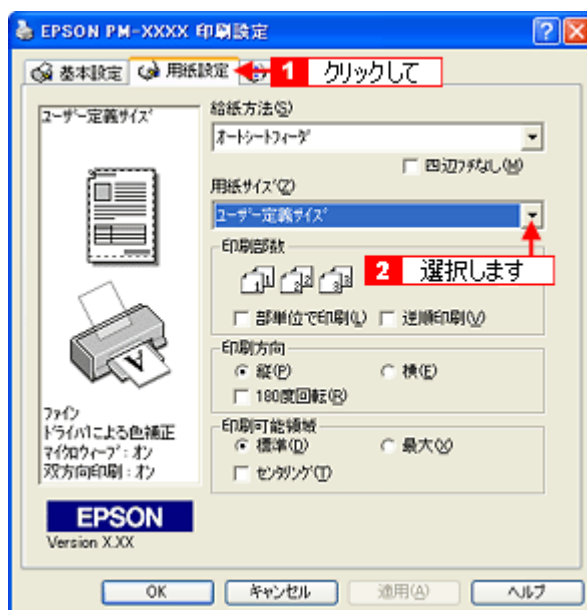 EPSON PM-XXXX 印刷設定
基本設定
用紙設定
1 クリックして
ユーザー定義サイズ
給紙方法(S)
オートシートフィーダ
四辺フチなし(M)
用紙サイズ(Z)
ユーザー定義サイズ
印刷部数
2 選択します
部単位で印刷(L)
逆順印刷(V)
印刷方向
縦(P)
横(E)
180度回転(R)
印刷可能領域
標準(D)
最大(X)
センタリング(T)
ファイン
ドライバによる色補正
マイクロウィーブ:オン
双方向印刷:オン
EPSON
Version X.XX
OK
キャンセル
適用(A)
ヘルプ